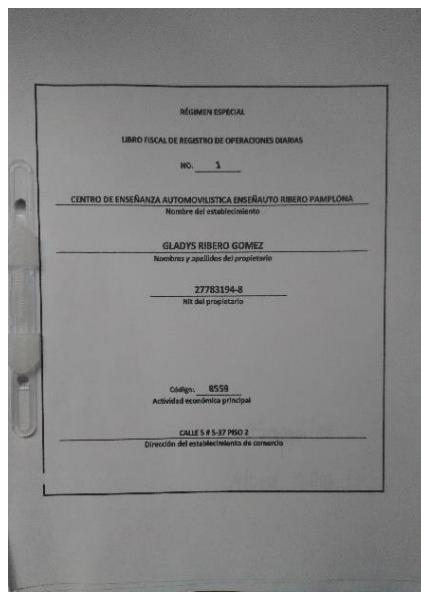 RÉGIMEN ESPECIAL
LIBRO FISCAL DE REGISTRO DE OPERACIONES DIARIAS
NO. 1
CENTRO DE ENSEÑANZA AUTOMOVILISTICA ENSEÑAUTO RIBERO PAMPLONA
Nombre del establecimiento
GLADYS RIBERO GOMEZ
Nombres y apellidos del propietario
27783194-8
Nit del propietario
Código: 8559
Actividad económica principal
CALLE 5 # 5-37 PISO 2
Dirección del establecimiento de comercio